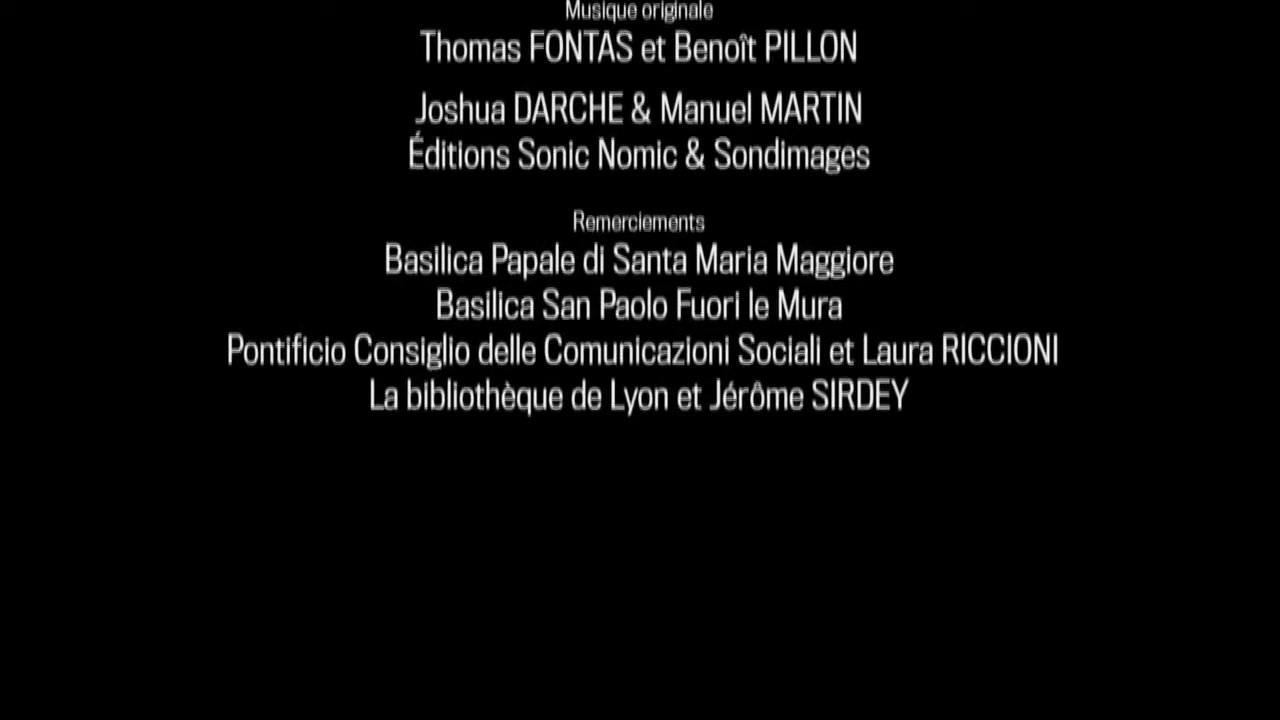 Musique originale
Thomas FONTAS et Benoît PILLON
Joshua DARCHE & Manuel MARTIN
Éditions Sonic Nomic & Sondimages
Remerciements
Basilica Papale di Santa Maria Maggiore
Basilica San Paolo Fuori le Mura
Pontificio Consiglio delle Comunicazioni Sociali et Laura RICCIONI
La bibliothèque de Lyon et Jérôme SIRDEY